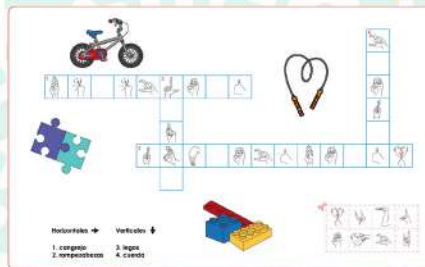 Horizontales →
1. cangrejo
2. rompecabezas
Verticales ↓
3. legos
4. cuerda